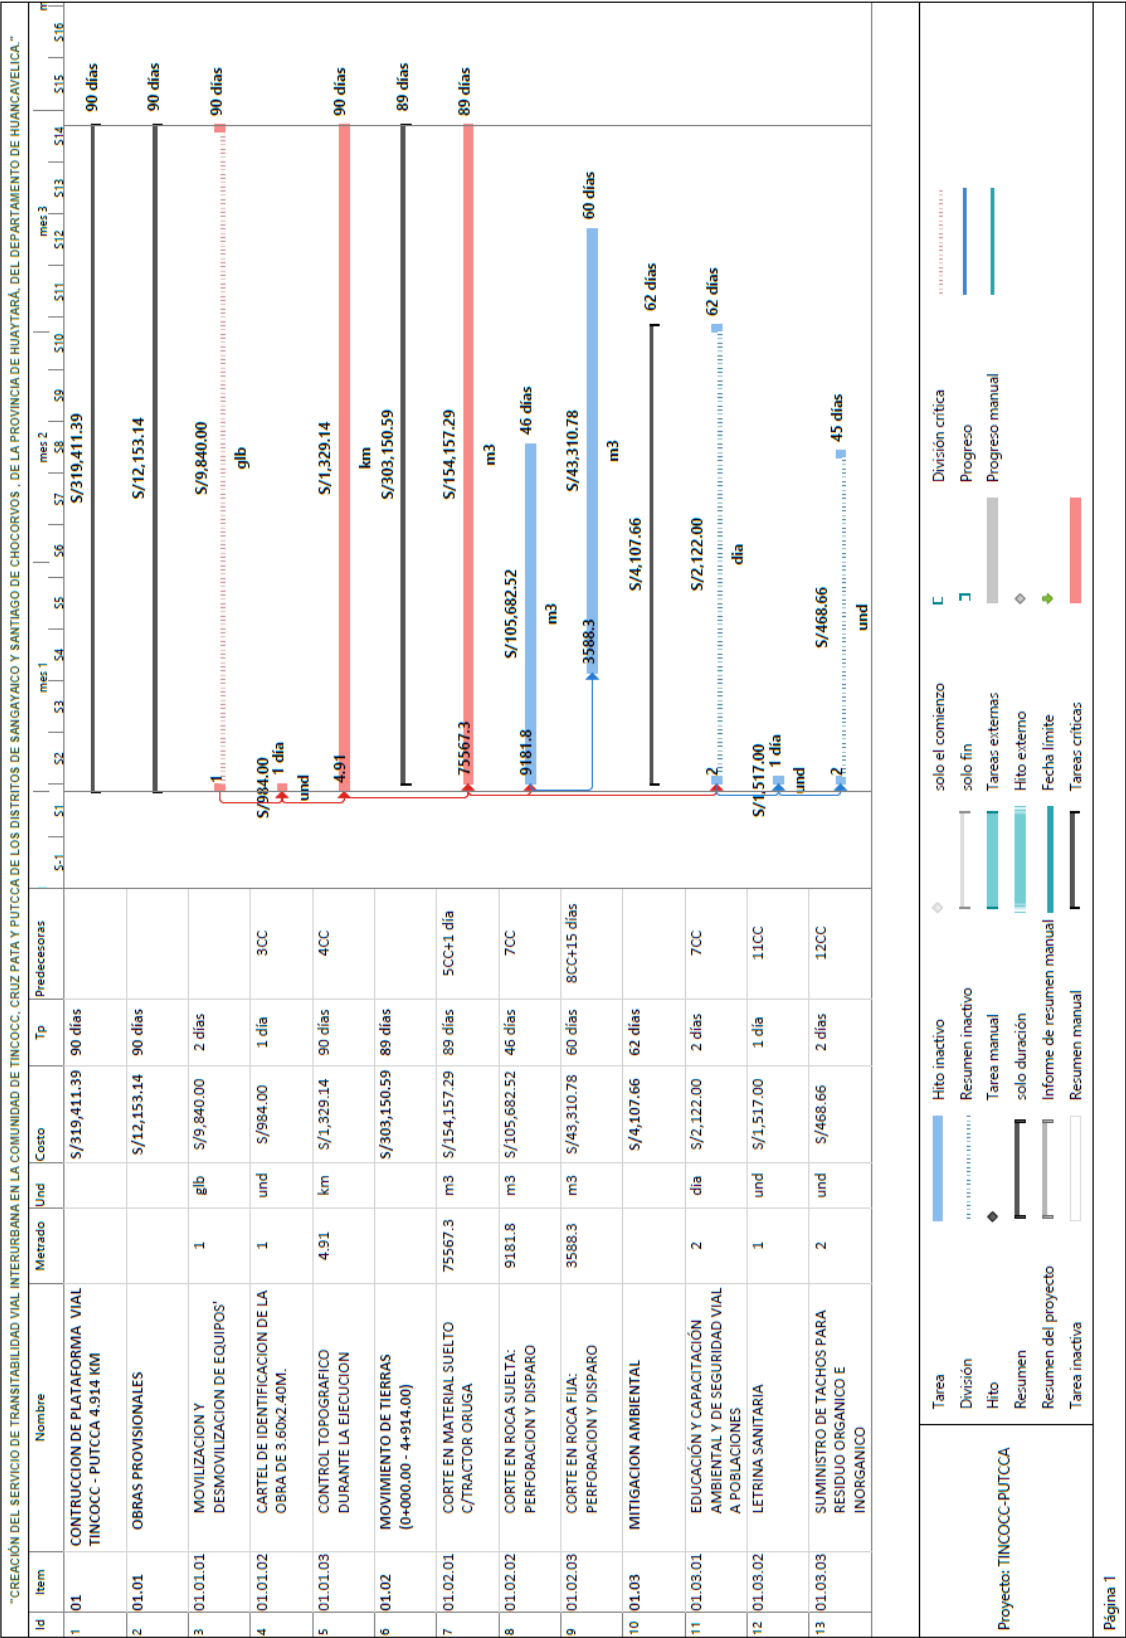 "CREACIÓN DEL SERVICIO DE TRANSITABILIDAD VIAL INTERURBANA EN LA COMUNIDAD DE TINCOCC, CRUZ PATA Y PUTCCA DE LOS DISTRITOS DE SANGAYAICO Y SANTIAGO DE CHOCORVOS , DE LA PROVINCIA DE HUAYTARÁ, DEL DEPARTAMENTO DE HUANCAVELICA."
Id Item Nombre Metrado Und Costo Tp Predecesoras
mes 1 mes 2 mes 3 m
S-1 S1 S2 S3 S4 S5 S6 S7 S8 S9 S10 S11 S12 S13 S14 S15 S16
1 01 CONTRUCCION DE PLATAFORMA VIAL S/319,411.39 90 días
TINCOCC - PUTCCA 4.914 KM
2 01.01 OBRAS PROVISIONALES S/12,153.14 90 días
3 01.01.01 MOVILIZACION Y 1 glb S/9,840.00 2 días
DESMOVILIZACION DE EQUIPOS'
4 01.01.02 CARTEL DE IDENTIFICACION DE LA 1 und S/984.00 1 día 3CC
OBRA DE 3.60x2.40M.
5 01.01.03 CONTROL TOPOGRAFICO 4.91 km S/1,329.14 90 días 4CC
DURANTE LA EJECUCION
6 01.02 MOVIMIENTO DE TIERRAS S/303,150.59 89 días
(0+000.00 - 4+914.00)
7 01.02.01 CORTE EN MATERIAL SUELTO 75567.3 m3 S/154,157.29 89 días 5CC+1 día
C/TRACTOR ORUGA
8 01.02.02 CORTE EN ROCA SUELTA: 9181.8 m3 S/105,682.52 46 días 7CC
PERFORACION Y DISPARO
9 01.02.03 CORTE EN ROCA FIJA: 3588.3 m3 S/43,310.78 60 días 8CC+15 días
PERFORACION Y DISPARO
10 01.03 MITIGACION AMBIENTAL S/4,107.66 62 días
11 01.03.01 EDUCACIÓN Y CAPACITACIÓN 2 dia S/2,122.00 2 días 7CC
AMBIENTAL Y DE SEGURIDAD VIAL
A POBLACIONES
12 01.03.02 LETRINA SANITARIA 1 und S/1,517.00 1 día 11CC
13 01.03.03 SUMINISTRO DE TACHOS PARA 2 und S/468.66 2 días 12CC
RESIDUO ORGANICO E
INORGANICO
S/319,411.39 90 días
S/12,153.14 90 días
S/9,840.00
1 90 días
glb
S/984.00
1 día
und
S/1,329.14
4.91 90 días
km
S/303,150.59
89 días
S/154,157.29
75567.3 89 días
m3
S/105,682.52
9181.8 46 días
m3
S/43,310.78
3588.3 60 días
m3
S/4,107.66
62 días
S/2,122.00
2 62 días
dia
S/1,517.00
1 día
und
S/468.66
2 45 días
und
Proyecto: TINCOCC-PUTCCA
Tarea
División
Hito
Resumen
Resumen del proyecto
Tarea inactiva
Hito inactivo
Resumen inactivo
Tarea manual
solo duración
Informe de resumen manual
Resumen manual
solo el comienzo
solo fin
Tareas externas
Hito externo
Fecha límite
Tareas críticas
División crítica
Progreso
Progreso manual
Página 1